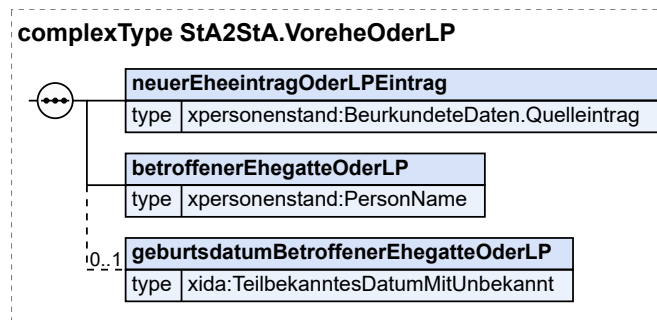 complexType StA2StA.VoreheOderLP
neuerEheeintragOderLPEintrag
type xpersonenstand:BeurkundeteDaten.Quelleintrag
betroffenerEhegatteOderLP
type xpersonenstand:PersonName
0..1
geburtsdatumBetroffenerEhegatteOderLP
type xida:TeilbekanntesDatumMitUnbekannt